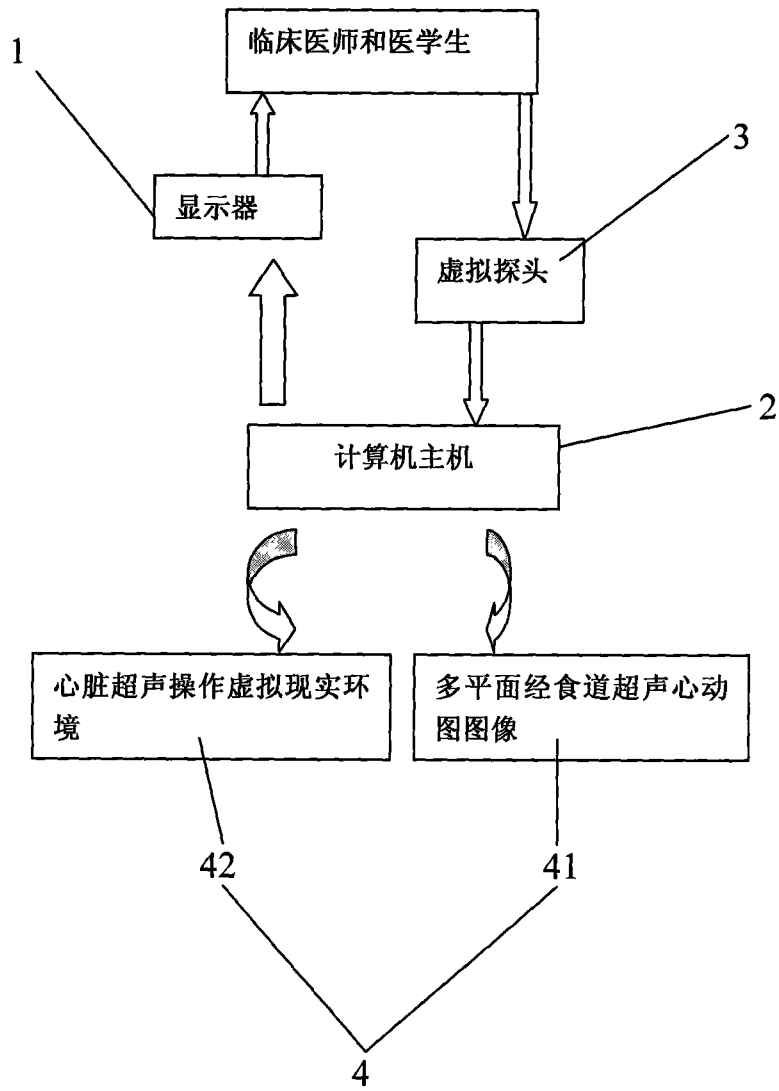 临床医师和医学生
1
3
显示器
虚拟探头
2
计算机主机
心脏超声操作虚拟现实环
境
多平面经食道超声心动
图图像
42
41
4